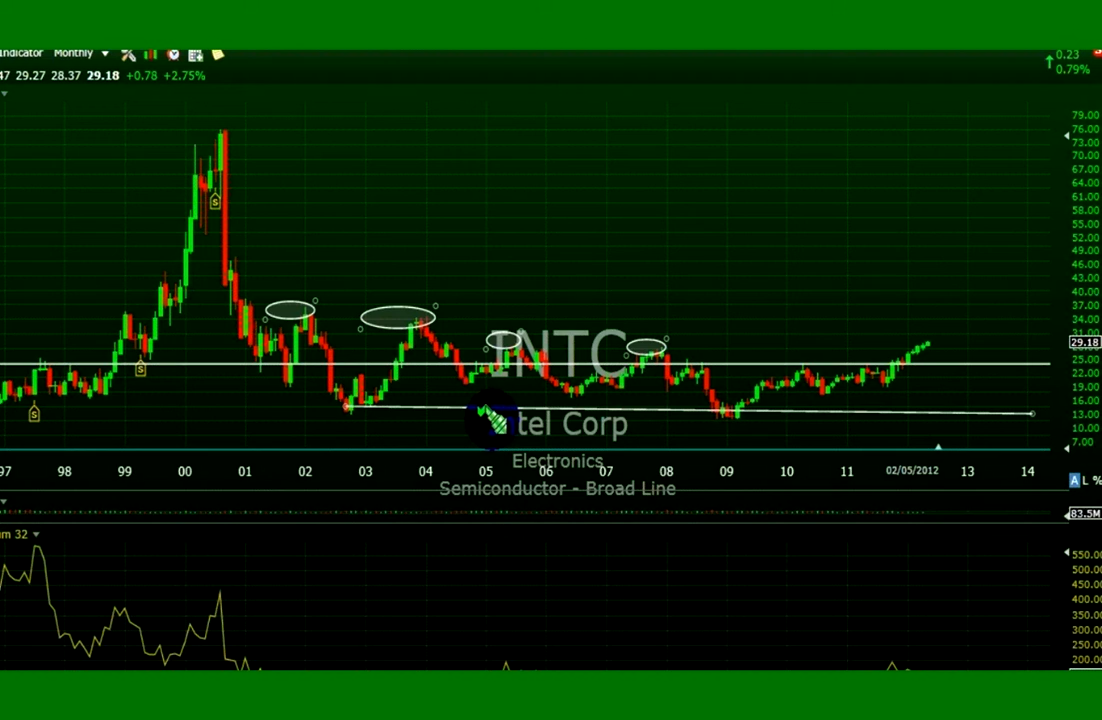 Indicator Monthly
0.23
47 29.27 28.37 29.18 +0.78 +2.75%
0.79%
79.00
76.00
73.00
70.00
67.00
64.00
61.00
58.00
55.00
52.00
49.00
46.00
43.00
40.00
37.00
34.00
31.00
29.18
25.00
22.00
19.00
16.00
13.00
10.00
7.00
S
S
S
INTC
tel Corp
Electronics
Semiconductor - Broad Line
97 98 99 00 01 02 03 04 05 06 07 08 09 10 11 02/05/2012 13 14
A L %
83.5M
um 32
550.00
500.00
450.00
400.00
350.00
300.00
250.00
200.00